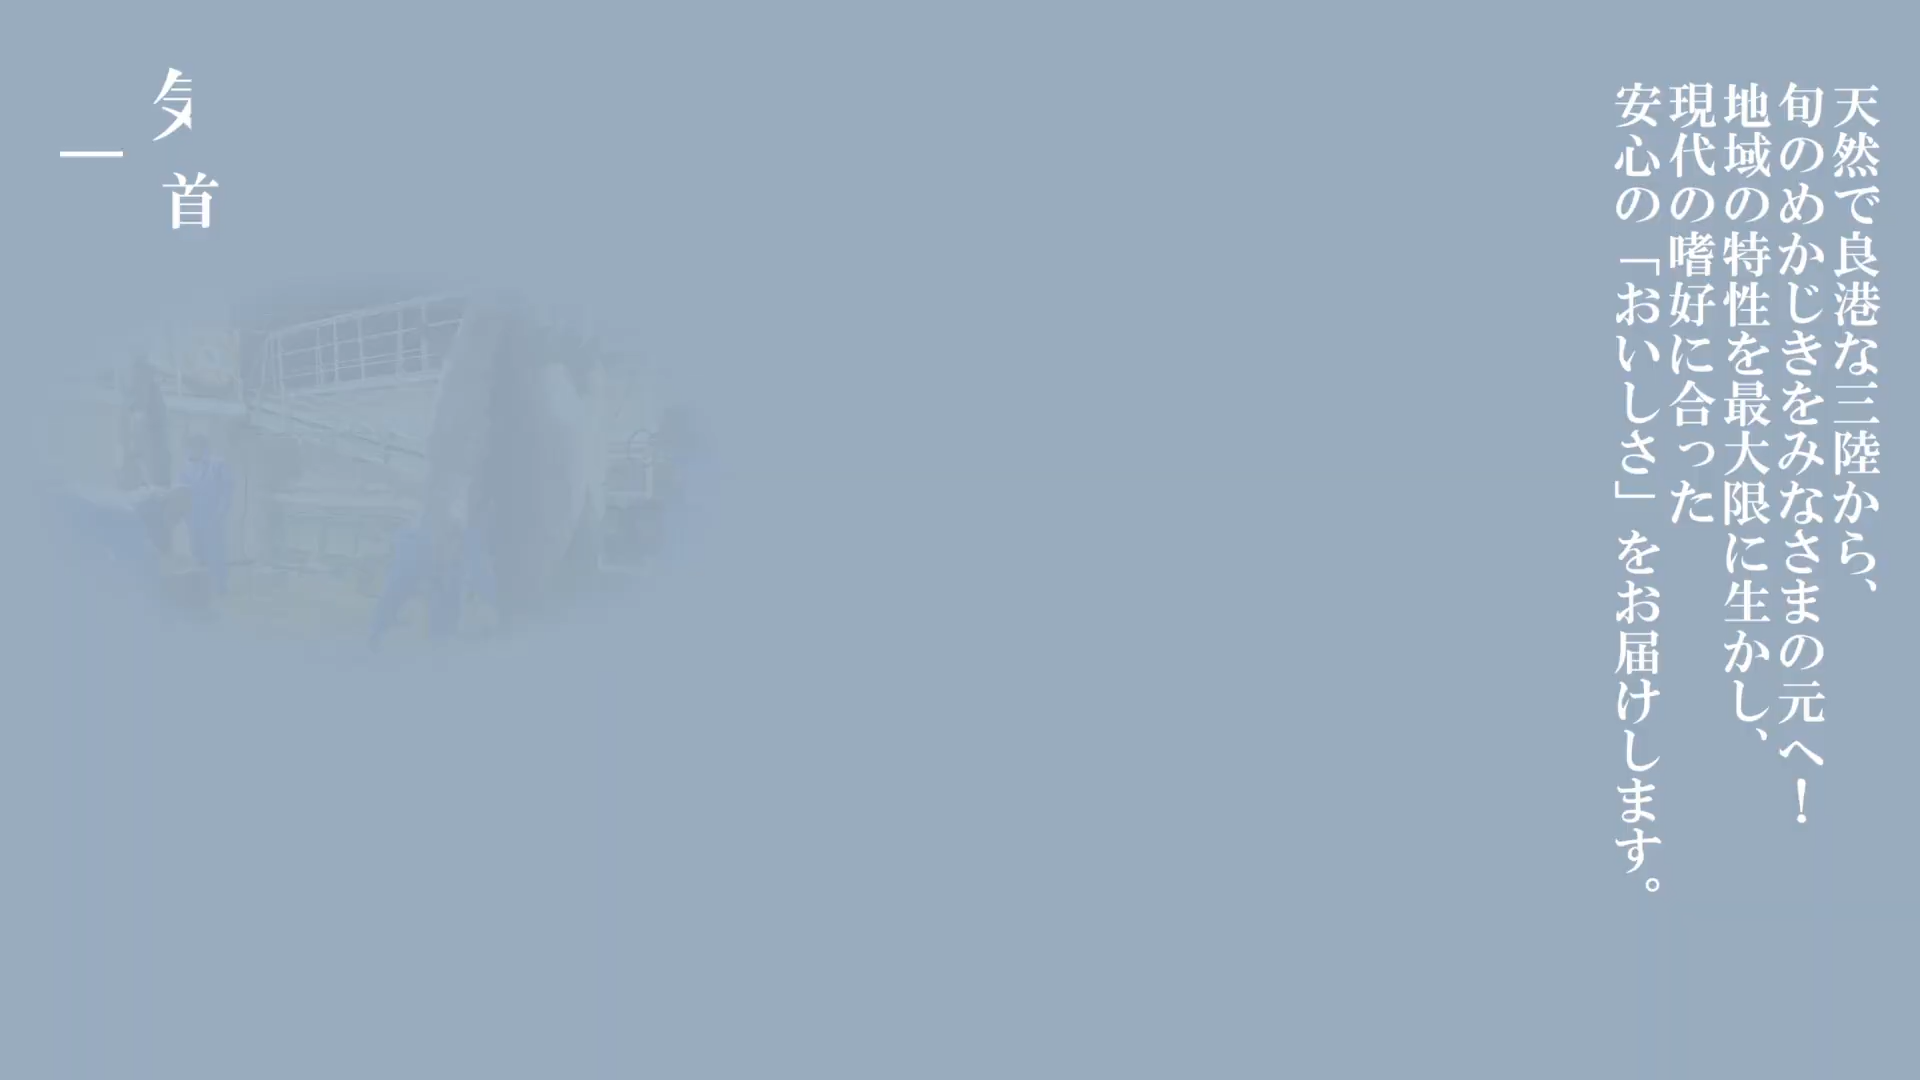 天然で良港な三陸から、
旬のめかじきをみなさまの元へ！
地域の特性を最大限に生かし、
現代の嗜好に合った
安心の「おいしさ」をお届けします。
首